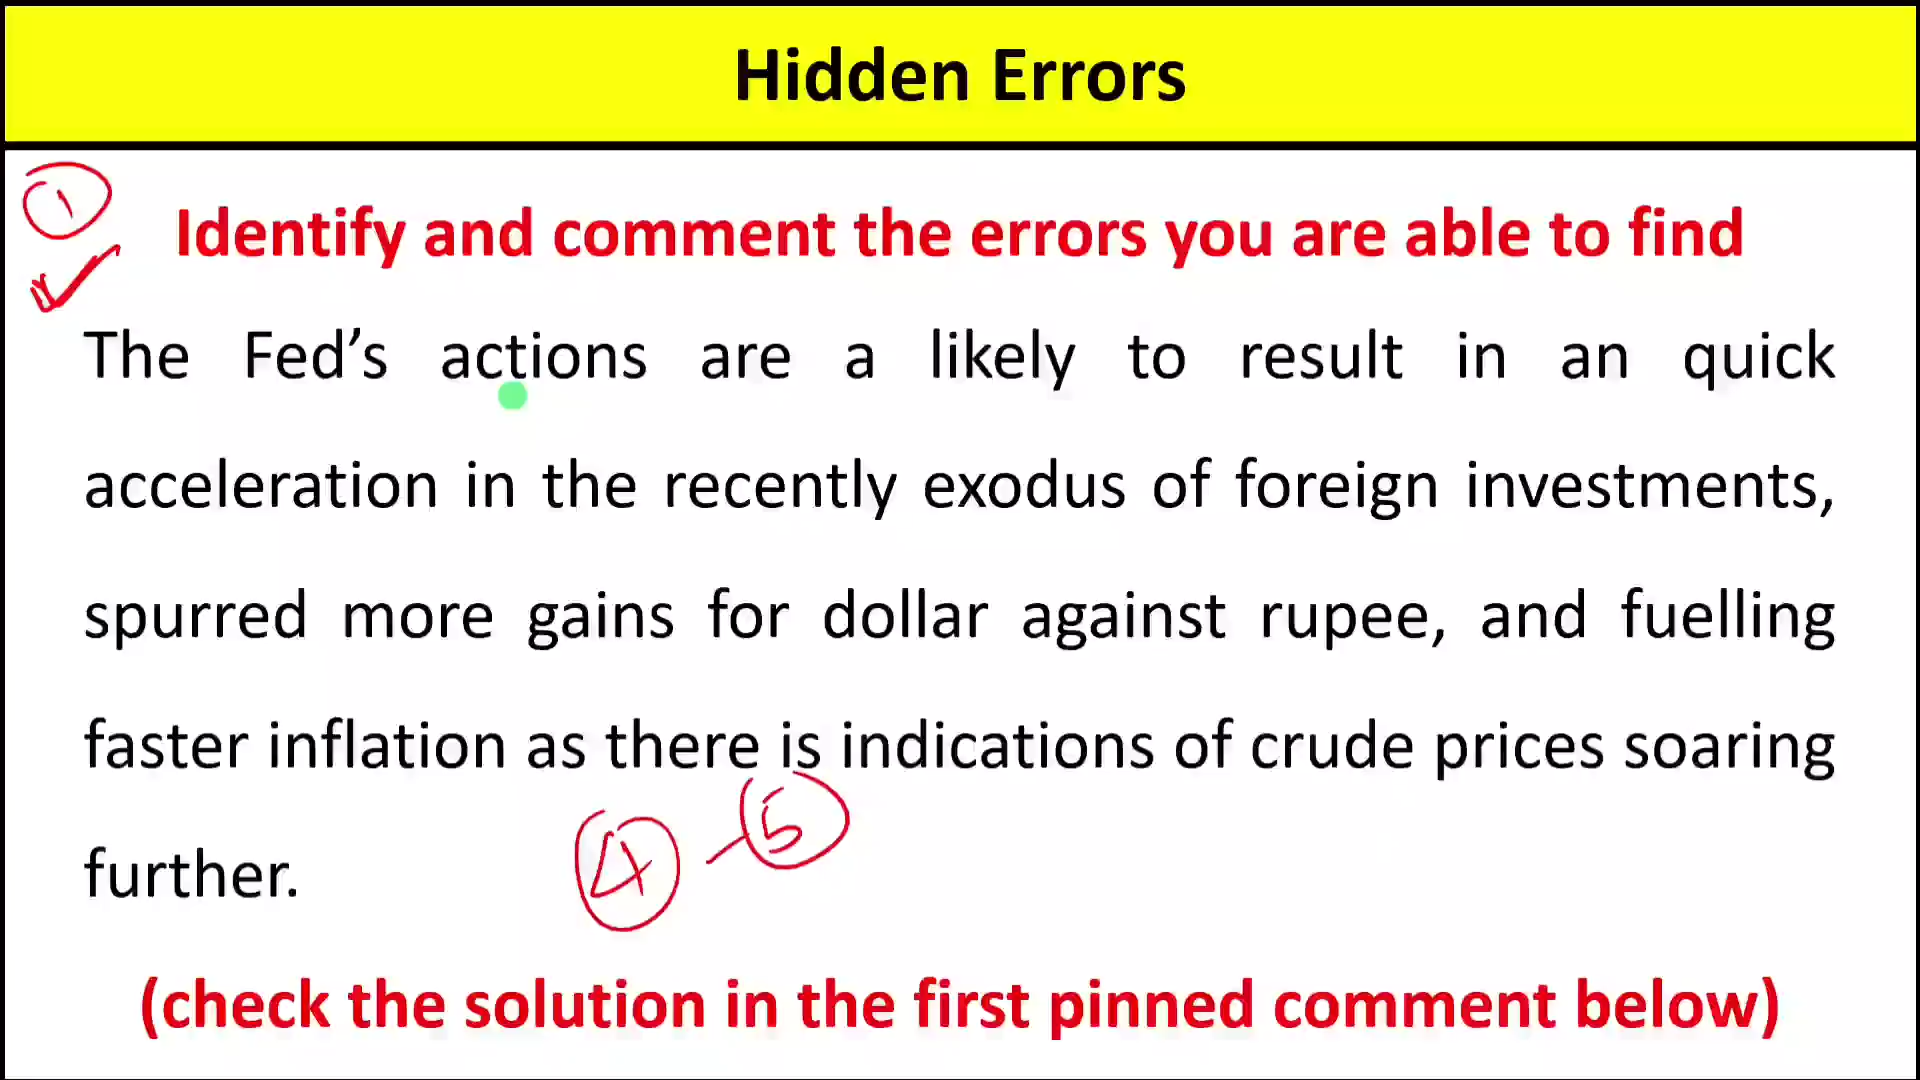 Hidden Errors
1
Identify and comment the errors you are able to find
The Fed’s actions are a likely to result in an quick
acceleration in the recently exodus of foreign investments,
spurred more gains for dollar against rupee, and fuelling
faster inflation as there is indications of crude prices soaring
further.
4 - 5
(check the solution in the first pinned comment below)